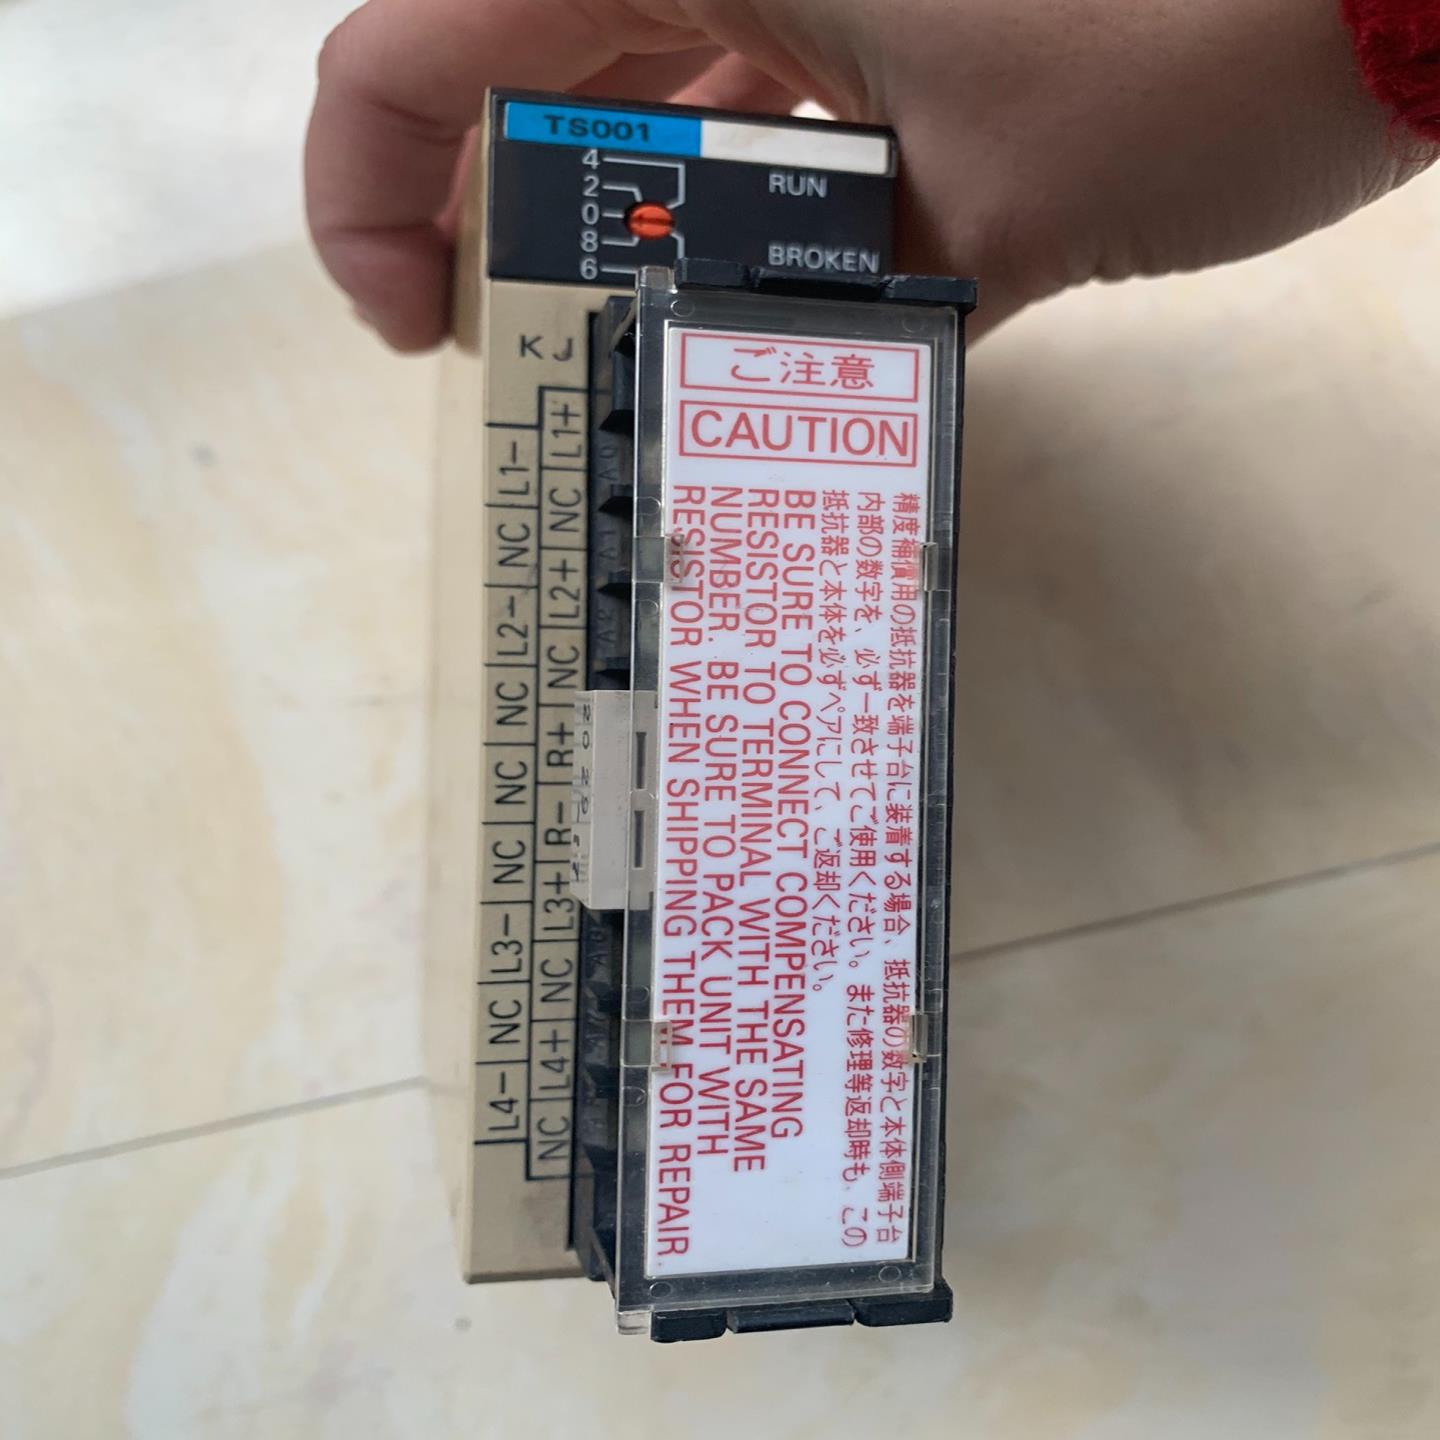 TS001
4
2
0
8
6
RUN
BROKEN
K J
L1+
NC
L2+
NC
R+
R-
L3+
NC
L4+
NC
L1-
NC
L2-
NC
NC
NC
L3-
NC
L4-
ご注意
CAUTION
精度補償用の抵抗器を端子台に装着する場合、抵抗器の数字と本体側端子台
内部の数字を、必ず一致させてご使用ください。また修理等返却時も、この
抵抗器と本体を必ずペアにして、ご返却ください。
BE SURE TO CONNECT COMPENSATING
RESISTOR TO TERMINAL WITH THE SAME
NUMBER. BE SURE TO PACK UNIT WITH
RESISTOR WHEN SHIPPING THEM FOR REPAIR.